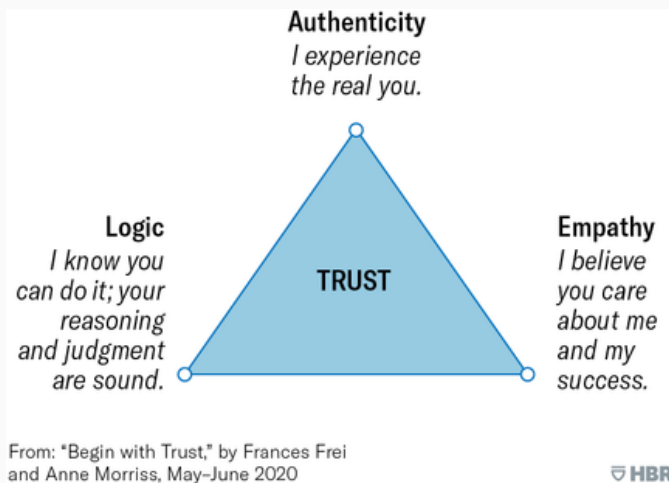 Authenticity
I experience
the real you.
Logic
I know you
can do it; your
reasoning
and judgment
are sound.
TRUST
Empathy
I believe
you care
about me
and my
success.
From: “Begin with Trust,” by Frances Frei
and Anne Morriss, May–June 2020
HBR